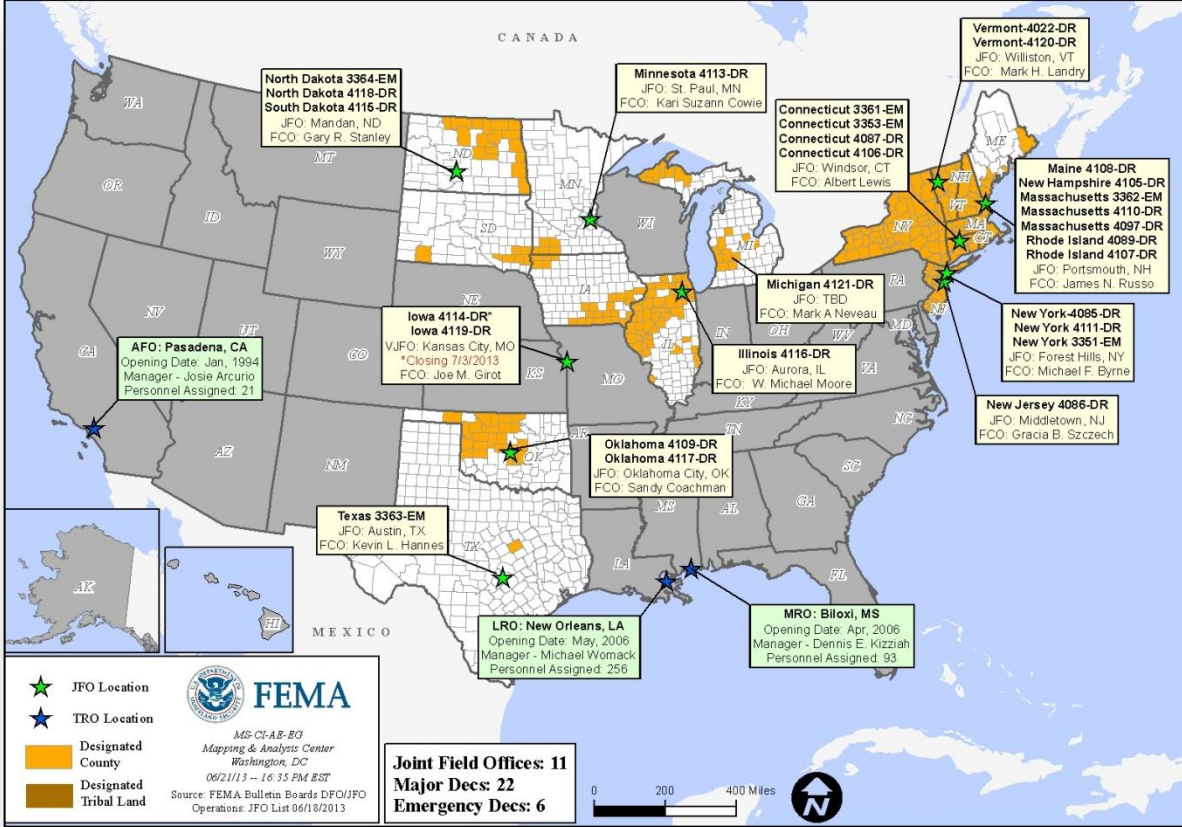 CANADA
Vermont-4022-DR
Vermont-4120-DR
JFO: Williston, VT
FCO: Mark H. Landry
North Dakota 3364-EM
North Dakota 4118-DR
South Dakota 4115-DR
JFO: Mandan, ND
FCO: Gary R. Stanley
Minnesota 4113-DR
JFO: St. Paul, MN
FCO: Kari Suzann Cowie
Connecticut 3361-EM
Connecticut 3353-EM
Connecticut 4087-DR
Connecticut 4106-DR
JFO: Windsor, CT
FCO: Albert Lewis
Maine 4108-DR
New Hampshire 4105-DR
Massachusetts 3362-EM
Massachusetts 4110-DR
Massachusetts 4097-DR
Rhode Island 4089-DR
Rhode Island 4107-DR
JFO: Portsmouth, NH
FCO: James N. Russo
WA
MT
ND
MN
ME
OR
ID
WY
SD
WI
MI
NY
NH
VT
MA
CT
PA
NH
NV
UT
CA
CO
NE
IA
IL
IN
OH
WV
MD
VA
KS
MO
KY
NC
TN
SC
AZ
NM
OK
AR
MS
AL
GA
TX
LA
FL
AK
HI
Michigan 4121-DR
JFO: TBD
FCO: Mark A Neveau
New York-4085-DR
New York 4111-DR
New York 3351-EM
JFO: Forest Hills, NY
FCO: Michael F. Byrne
Iowa 4114-DR*
Iowa 4119-DR
VJFO: Kansas City, MO
*Closing 7/3/2013
FCO: Joe M. Girot
Illinois 4116-DR
JFO: Aurora, IL
FCO: W. Michael Moore
AFO: Pasadena, CA
Opening Date: Jan, 1994
Manager - Josie Arcurio
Personnel Assigned: 21
New Jersey 4086-DR
JFO: Middletown, NJ
FCO: Gracia B. Szczech
Oklahoma 4109-DR
Oklahoma 4117-DR
JFO: Oklahoma City, OK
FCO: Sandy Coachman
Texas 3363-EM
JFO: Austin, TX
FCO: Kevin L. Hannes
MEXICO
LRO: New Orleans, LA
Opening Date: May, 2006
Manager - Michael Womack
Personnel Assigned: 256
MRO: Biloxi, MS
Opening Date: Apr, 2006
Manager - Dennis E. Kizziah
Personnel Assigned: 93
JFO Location
TRO Location
Designated
County
Designated
Tribal Land
FEMA
MS-CI-AE-EG
Mapping & Analysis Center
Washington, DC
06/21/13 -- 16:35 PM EST
Source: FEMA Bulletin Boards DFO/JFO
Operations: JFO List 06/18/2013
Joint Field Offices: 11
Major Decs: 22
Emergency Decs: 6
0 200 400 Miles
N